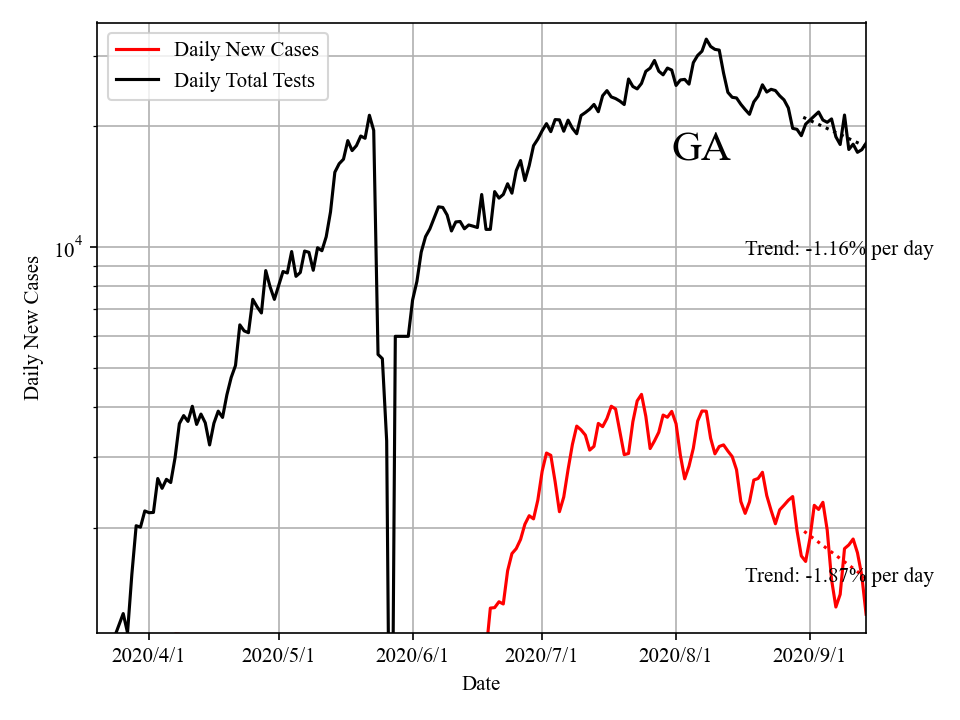 Daily New Cases
Daily Total Tests
GA
10^4
Trend: -1.16% per day
Daily New Cases
Trend: -1.87% per day
2020/4/1 2020/5/1 2020/6/1 2020/7/1 2020/8/1 2020/9/1
Date